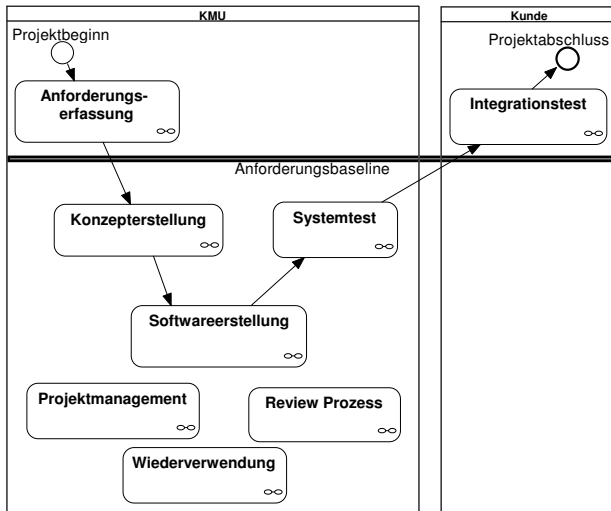 KMU
Kunde
Projektbeginn
Projektabschluss
Anforderungs-
erfassung
Integrationstest
Anforderungsbaseline
Konzepterstellung
Systemtest
Softwareerstellung
Projektmanagement
Review Prozess
Wiederverwendung